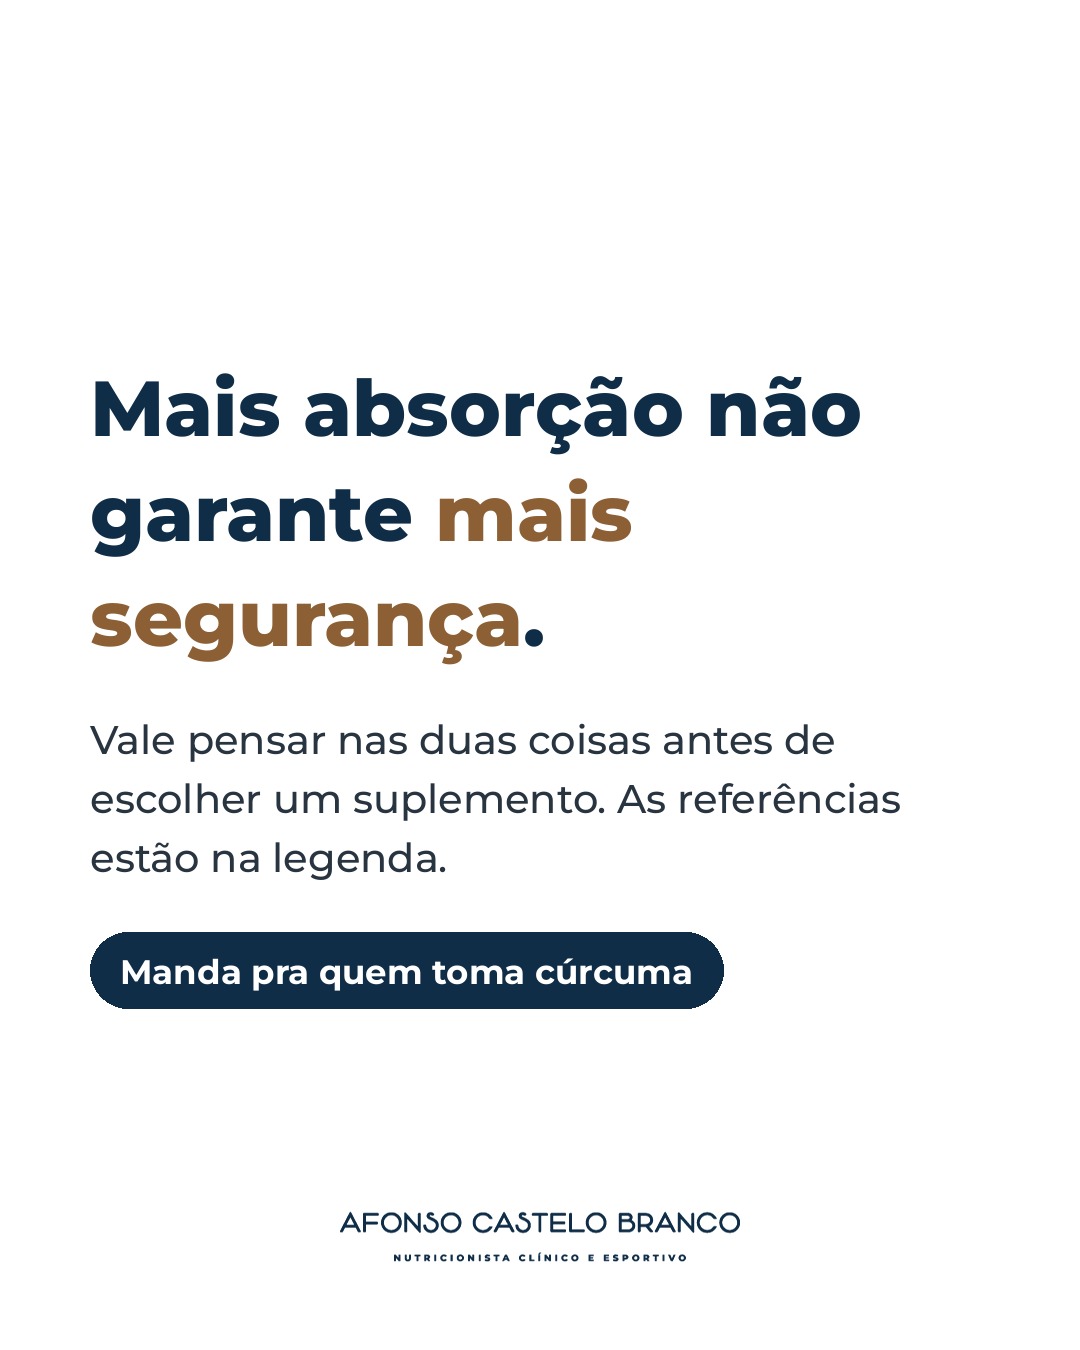 Mais absorção não
garante mais
segurança.
Vale pensar nas duas coisas antes de
escolher um suplemento. As referências
estão na legenda.
Manda pra quem toma cúrcuma
AFONSO CASTELO BRANCO
NUTRICIONISTA CLÍNICO E ESPORTIVO